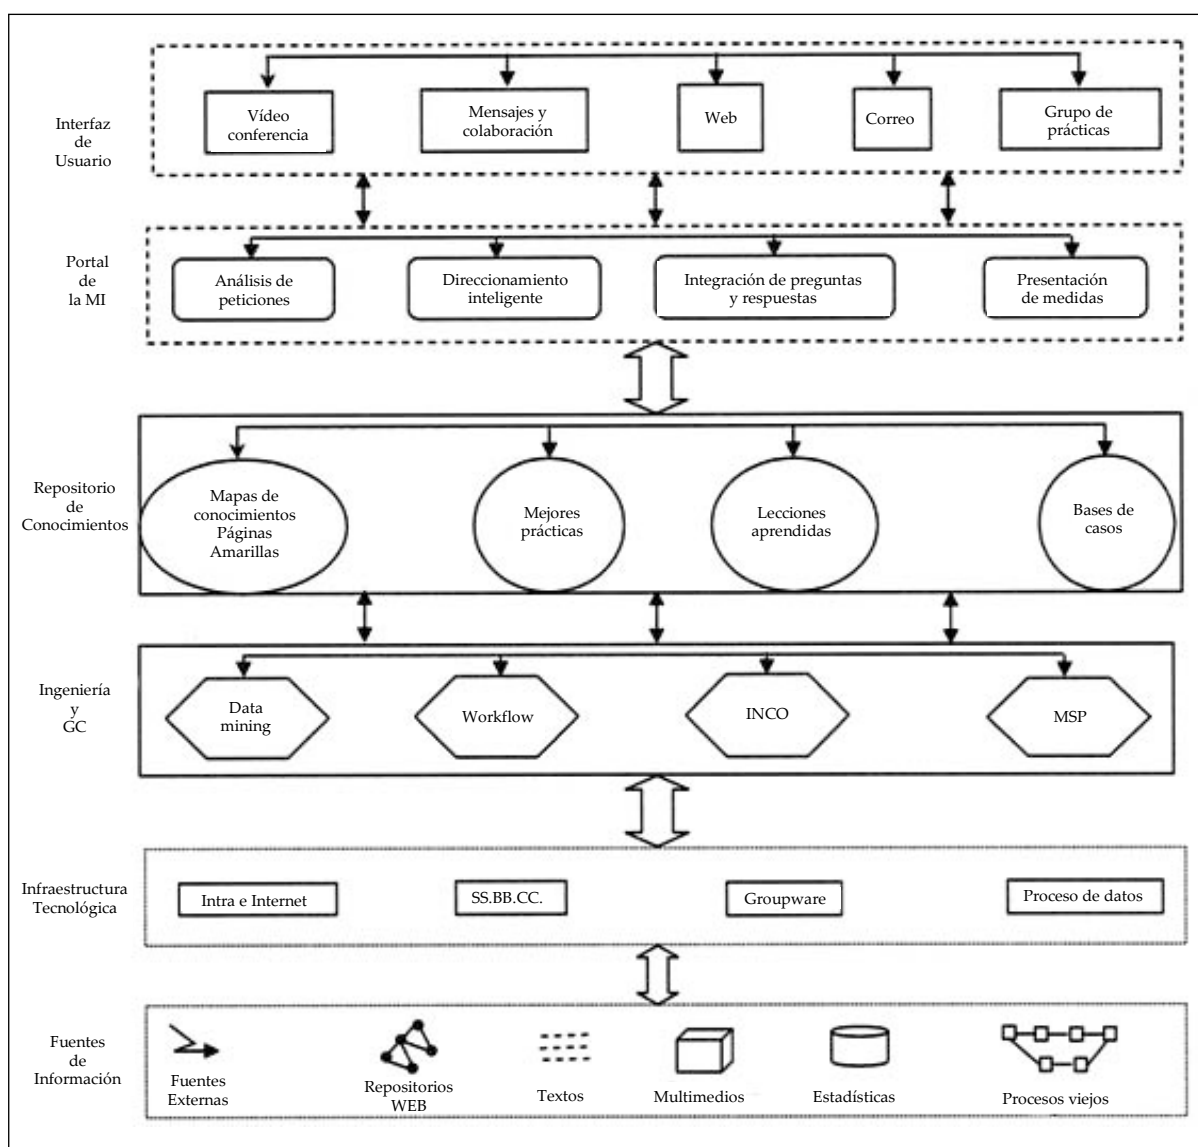 Interfaz
de
Usuario
Vídeo
conferencia
Mensajes y
colaboración
Web
Correo
Grupo de
prácticas
Portal
de
la MI
Análisis de
peticiones
Direccionamiento
inteligente
Integración de preguntas
y respuestas
Presentación
de medidas
Repositorio
de
Conocimientos
Mapas de
conocimientos
Páginas
Amarillas
Mejores
prácticas
Lecciones
aprendidas
Bases de
casos
Ingeniería
y
GC
Data
mining
Workflow
INCO
MSP
Infraestructura
Tecnológica
Intra e Internet
SS.BB.CC.
Groupware
Proceso de datos
Fuentes
de
Información
Fuentes
Externas
Repositorios
WEB
Textos
Multimedios
Estadísticas
Procesos viejos